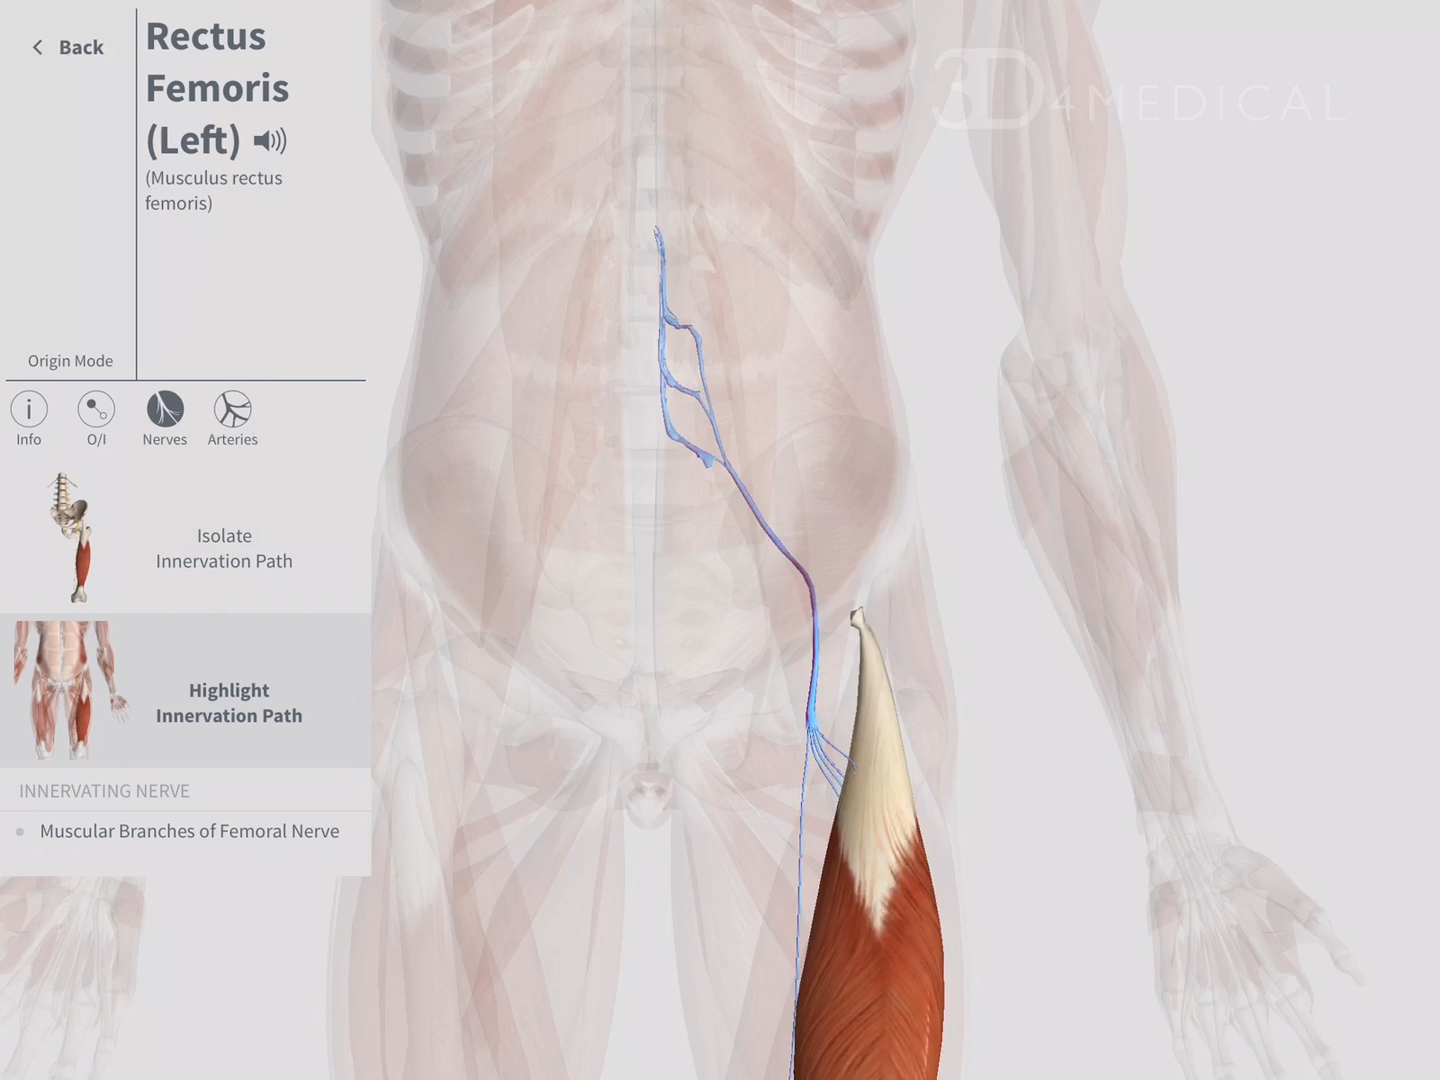 Back
Rectus
Femoris
(Left)
(Musculus rectus
femoris)
Origin Mode
Info
O/I
Nerves
Arteries
Isolate
Innervation Path
Highlight
Innervation Path
INNERVATING NERVE
Muscular Branches of Femoral Nerve
3D4MEDICAL